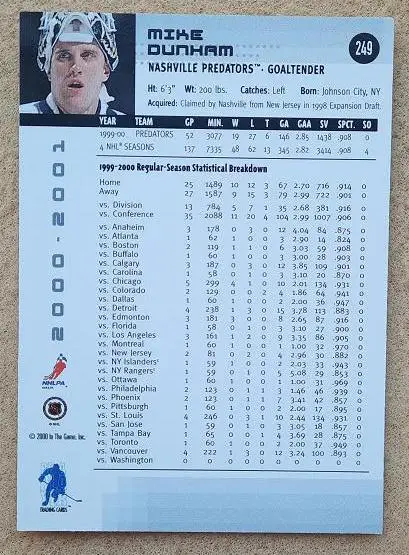 MIKE
DUNHAM
249
NASHVILLE PREDATORS™· GOALTENDER
Ht: 6'3" Wt: 200 lbs. Catches: Left Born: Johnson City, NY
Acquired: Claimed by Nashville from New Jersey in 1998 Expansion Draft.
YEAR TEAM GP MIN. W L T GA GAA SV SPCT. SO
1999-00 PREDATORS 52 3077 19 27 6 146 2.85 1438 .908 0
4 NHL SEASONS 137 7335 48 62 13 345 2.82 3414 .908 4
1999-2000 Regular-Season Statistical Breakdown
Home 25 1489 10 12 3 67 2.70 716 .914 0
Away 27 1587 9 15 3 79 2.99 722 .901 0
vs. Division 13 784 5 7 1 35 2.68 381 .916 0
vs. Conference 35 2088 11 20 4 104 2.99 1007 .906 0
vs. Anaheim 3 178 0 3 0 12 4.04 84 .875 0
vs. Atlanta 1 62 1 0 0 3 2.90 14 .824 0
vs. Boston 2 119 1 1 0 6 3.03 59 .908 0
vs. Buffalo 1 60 1 0 0 3 3.00 28 .903 0
vs. Calgary 3 187 0 3 0 12 3.85 109 .901 0
vs. Carolina 1 58 0 1 0 3 3.10 20 .870 0
vs. Chicago 5 299 4 1 0 10 2.01 134 .931 0
vs. Colorado 2 129 0 0 2 4 1.86 64 .941 0
vs. Dallas 1 60 0 1 0 2 2.00 36 .947 0
vs. Detroit 4 238 1 3 0 15 3.78 113 .883 0
vs. Edmonton 3 181 3 0 0 8 2.65 87 .916 0
vs. Florida 1 58 0 1 0 3 3.10 27 .900 0
vs. Los Angeles 3 161 1 2 0 9 3.35 86 .905 0
vs. Montreal 1 60 1 0 0 1 1.00 32 .970 0
vs. New Jersey 2 81 0 2 0 4 2.96 30 .882 0
vs. NY Islanders 1 59 1 0 0 2 2.03 33 .943 0
vs. NY Rangers 1 59 0 1 0 5 5.08 29 .853 0
vs. Ottawa 1 60 0 1 0 1 1.00 31 .969 0
vs. Philadelphia 2 123 0 1 1 3 1.46 46 .939 0
vs. Phoenix 2 123 0 1 1 7 3.41 42 .857 0
vs. Pittsburgh 1 60 1 0 0 2 2.00 17 .895 0
vs. St. Louis 4 246 0 3 1 10 2.44 134 .931 0
vs. San Jose 1 59 0 1 0 3 3.05 18 .857 0
vs. Tampa Bay 1 65 0 0 1 4 3.69 28 .875 0
vs. Toronto 1 60 1 0 0 2 2.00 37 .949 0
vs. Vancouver 4 222 1 3 0 12 3.24 100 .893 0
vs. Washington 0 0 0 0 0 0 0 0 0 0
2000-2001
NHLPA
NHL
© 2000 In The Game, Inc.
TRADING CARDS